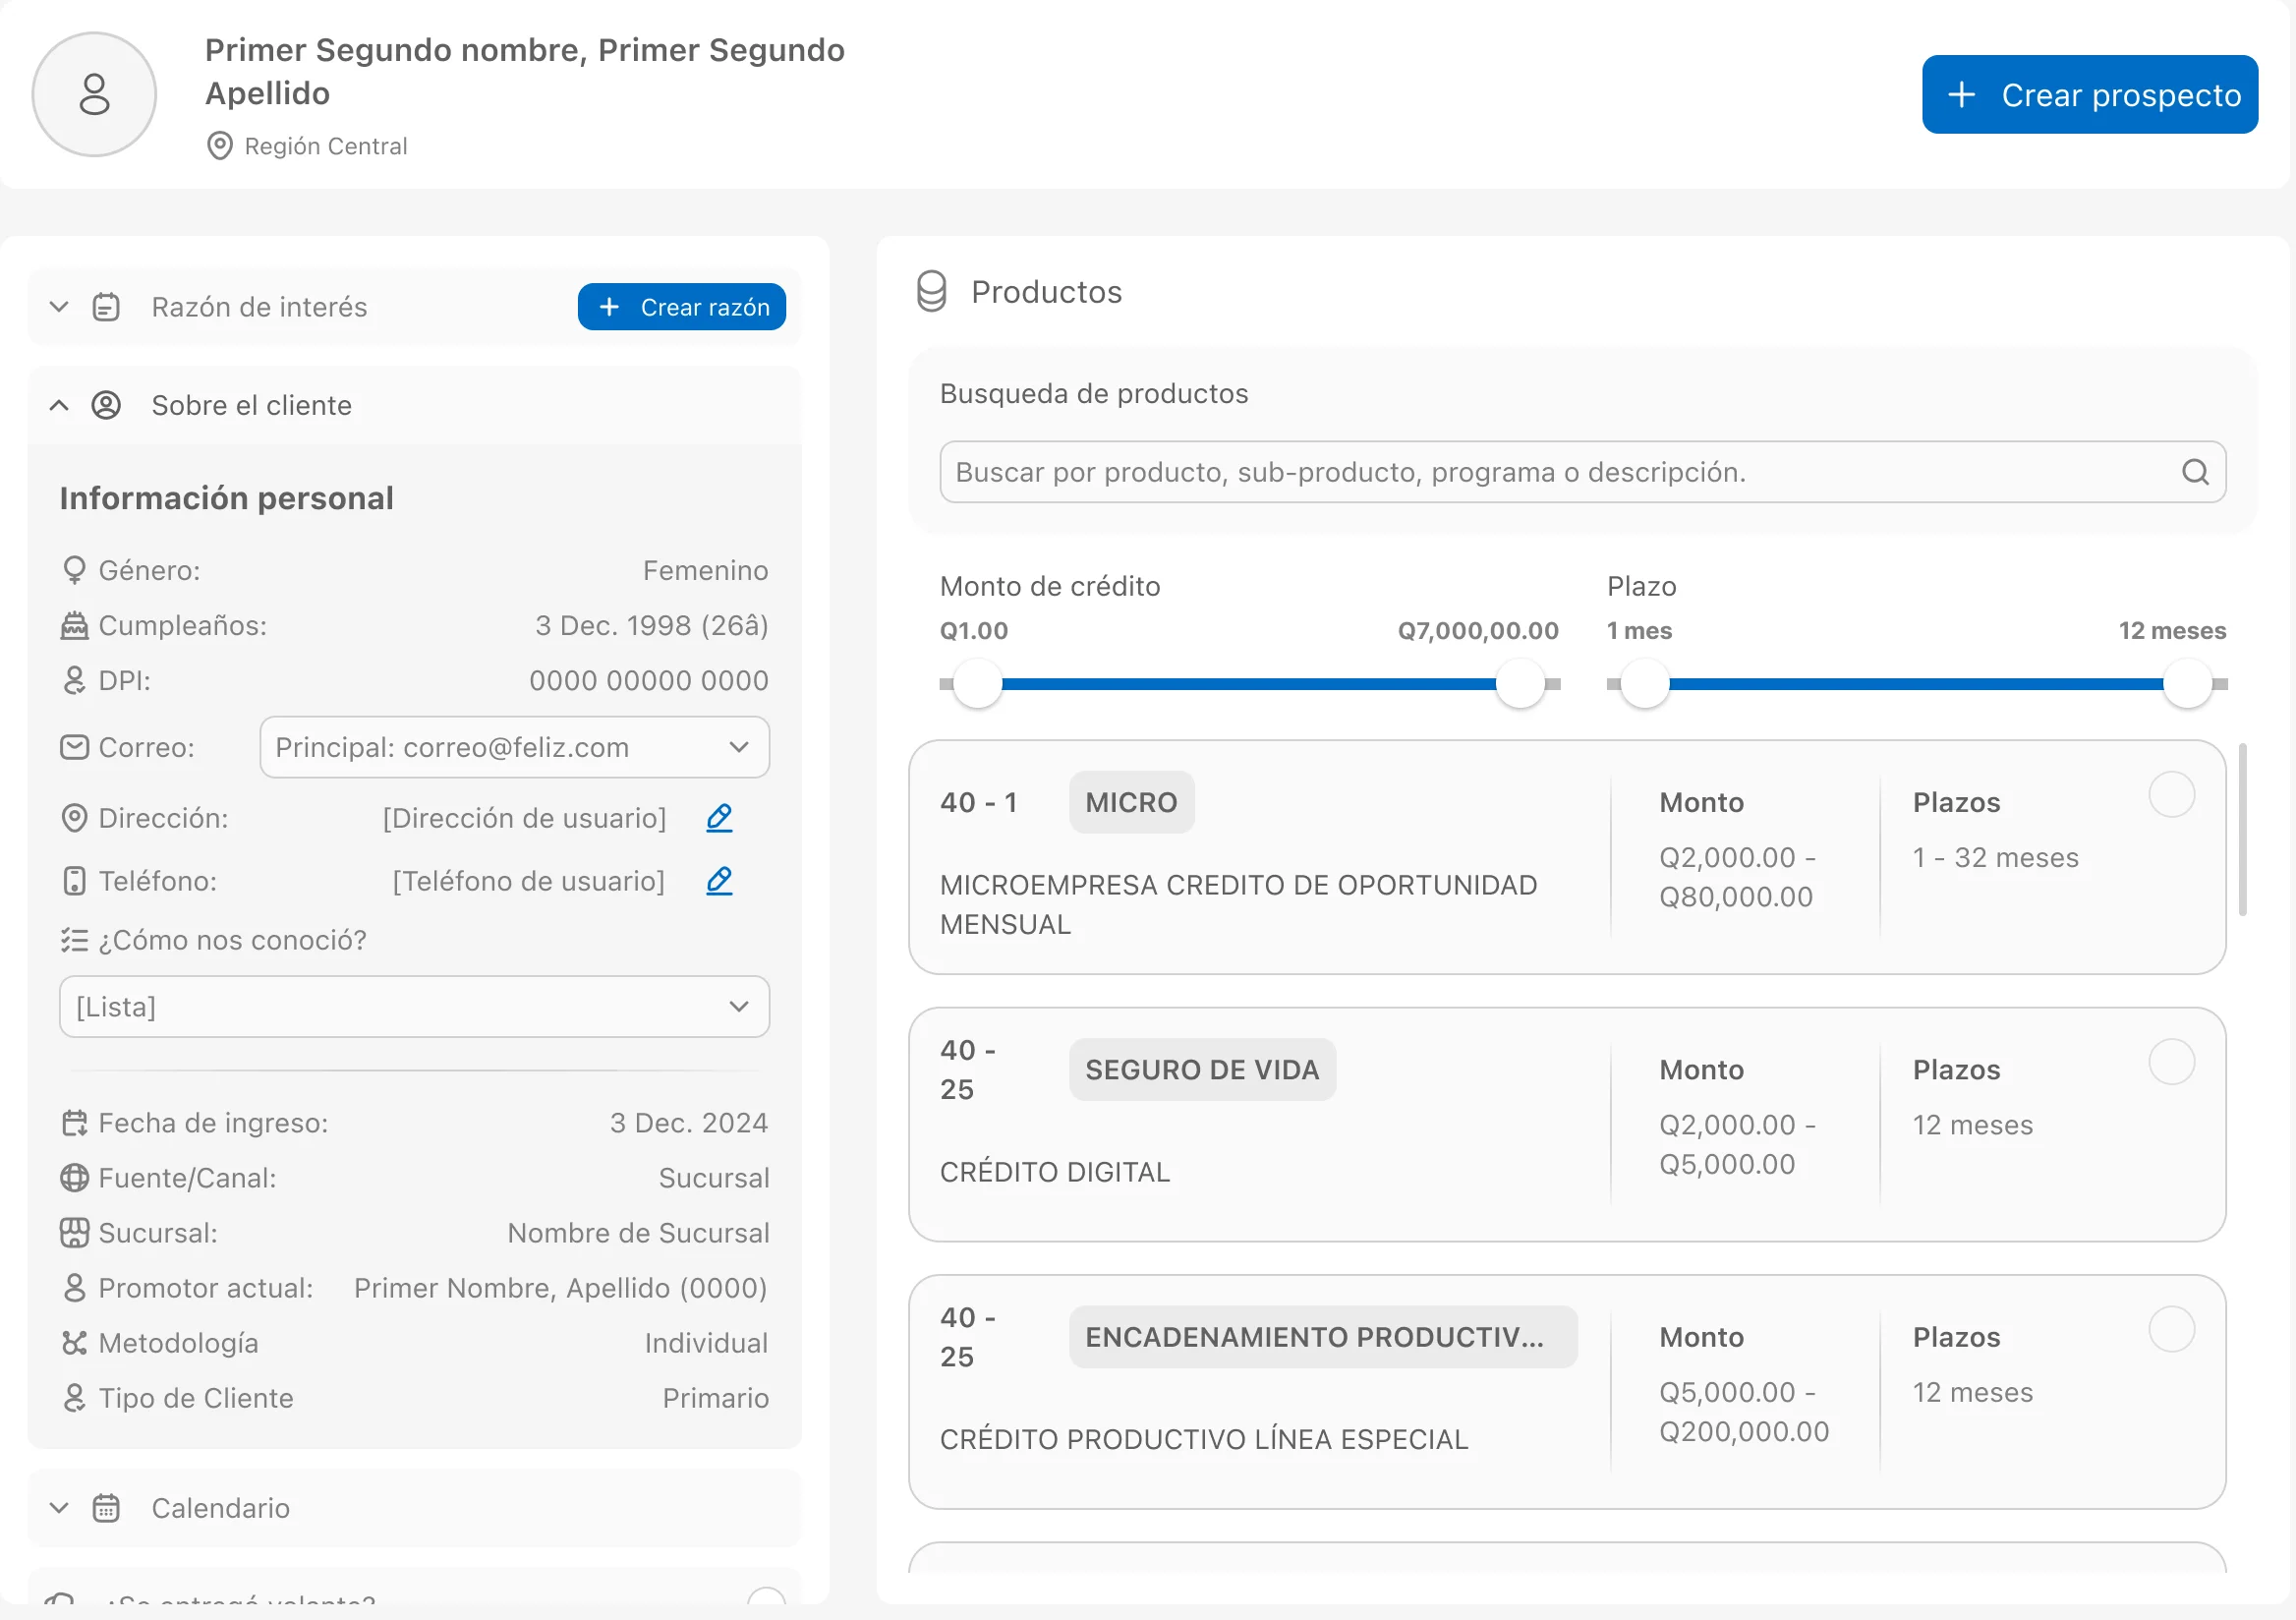 Primer Segundo nombre, Primer Segundo
Apellido
Región Central
Crear prospecto
Razón de interés
Crear razón
Sobre el cliente
Información personal
Género: Femenino
Cumpleaños: 3 Dec. 1998 (26â)
DPI: 0000 00000 0000
Correo: Principal: correo@feliz.com
Dirección: [Dirección de usuario]
Teléfono: [Teléfono de usuario]
¿Cómo nos conoció?
[Lista]
Fecha de ingreso: 3 Dec. 2024
Fuente/Canal: Sucursal
Sucursal: Nombre de Sucursal
Promotor actual: Primer Nombre, Apellido (0000)
Metodología Individual
Tipo de Cliente Primario
Calendario
¿Se entregó volante?
Productos
Busqueda de productos
Buscar por producto, sub-producto, programa o descripción.
Monto de crédito
Q1.00 Q7,000,00.00
Plazo
1 mes 12 meses
40 - 1 MICRO
MICROEMPRESA CREDITO DE OPORTUNIDAD
MENSUAL
Monto
Q2,000.00 -
Q80,000.00
Plazos
1 - 32 meses
40 -
25
SEGURO DE VIDA
CRÉDITO DIGITAL
Monto
Q2,000.00 -
Q5,000.00
Plazos
12 meses
40 -
25
ENCADENAMIENTO PRODUCTIV...
CRÉDITO PRODUCTIVO LÍNEA ESPECIAL
Monto
Q5,000.00 -
Q200,000.00
Plazos
12 meses